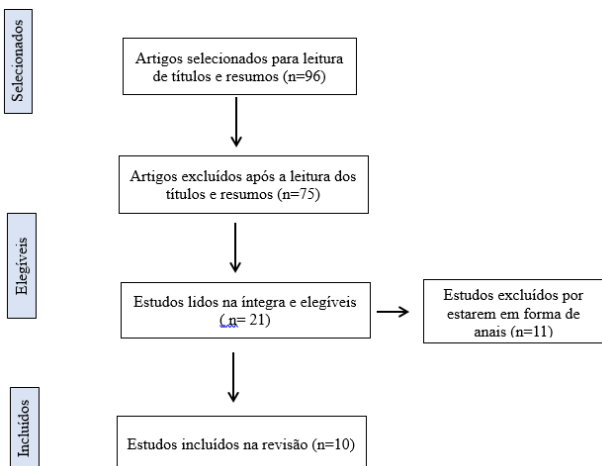 Selecionados
Artigos selecionados para leitura
de títulos e resumos (n=96)
Artigos excluídos após a leitura dos
títulos e resumos (n=75)
Elegíveis
Estudos lidos na íntegra e elegíveis
( n= 21)
Estudos excluídos por
estarem em forma de
anais (n=11)
Incluídos
Estudos incluídos na revisão (n=10)